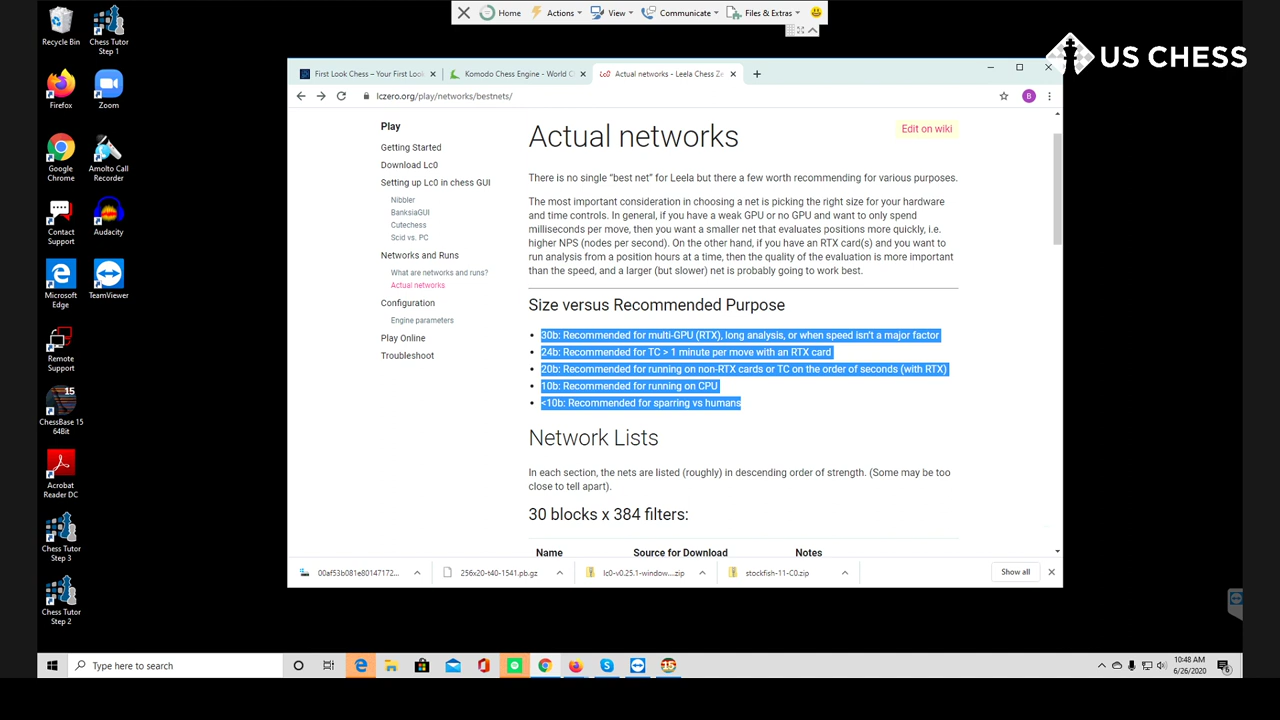 Home
Actions
View
Communicate
Files & Extras
US CHESS
Recycle Bin
Chess Tutor
Step 1
Firefox
Zoom
Google
Chrome
Amolto Call
Recorder
Contact
Support
Audacity
Microsoft
Edge
TeamViewer
Remote
Support
15
ChessBase 15
64Bit
Acrobat
Reader DC
Chess Tutor
Step 3
Chess Tutor
Step 2
First Look Chess – Your First Look
Komodo Chess Engine - World C
Actual networks - Leela Chess Ze
lczero.org/play/networks/bestnets/
B
Play
Getting Started
Download Lc0
Setting up Lc0 in chess GUI
Nibbler
BanksiaGUI
Cutechess
Scid vs. PC
Networks and Runs
What are networks and runs?
Actual networks
Configuration
Engine parameters
Play Online
Troubleshoot
Actual networks
Edit on wiki
There is no single “best net” for Leela but there a few worth recommending for various purposes.
The most important consideration in choosing a net is picking the right size for your hardware
and time controls. In general, if you have a weak GPU or no GPU and want to only spend
milliseconds per move, then you want a smaller net that evaluates positions more quickly, i.e.
higher NPS (nodes per second). On the other hand, if you have an RTX card(s) and you want to
run analysis from a position hours at a time, then the quality of the evaluation is more important
than the speed, and a larger (but slower) net is probably going to work best.
Size versus Recommended Purpose
• 30b: Recommended for multi-GPU (RTX), long analysis, or when speed isn't a major factor
• 24b: Recommended for TC > 1 minute per move with an RTX card
• 20b: Recommended for running on non-RTX cards or TC on the order of seconds (with RTX)
• 10b: Recommended for running on CPU
• <10b: Recommended for sparring vs humans
Network Lists
In each section, the nets are listed (roughly) in descending order of strength. (Some may be too
close to tell apart).
30 blocks x 384 filters:
Name Source for Download Notes
00af53b081e80147172...
256x20-t40-1541.pb.gz
lc0-v0.25.1-window....zip
stockfish-11-C0.zip
Show all
Type here to search
10:48 AM
6/26/2020